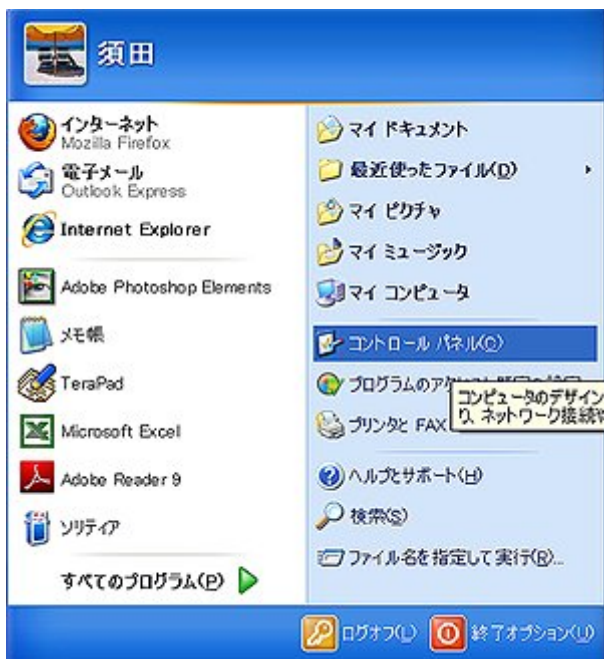 須田
インターネット
Mozilla Firefox
電子メール
Outlook Express
Internet Explorer
Adobe Photoshop Elements
メモ帳
TeraPad
Microsoft Excel
Adobe Reader 9
ソリティア
すべてのプログラム(P)
マイ ドキュメント
最近使ったファイル(D)
マイ ピクチャ
マイ ミュージック
マイ コンピュータ
コントロール パネル(C)
プログラムのアクセスと
コンピュータのデザイン
り、ネットワーク接続や
プリンタと FAX
ヘルプとサポート(H)
検索(S)
ファイル名を指定して実行(R)...
ログオフ(L)
終了オプション(U)